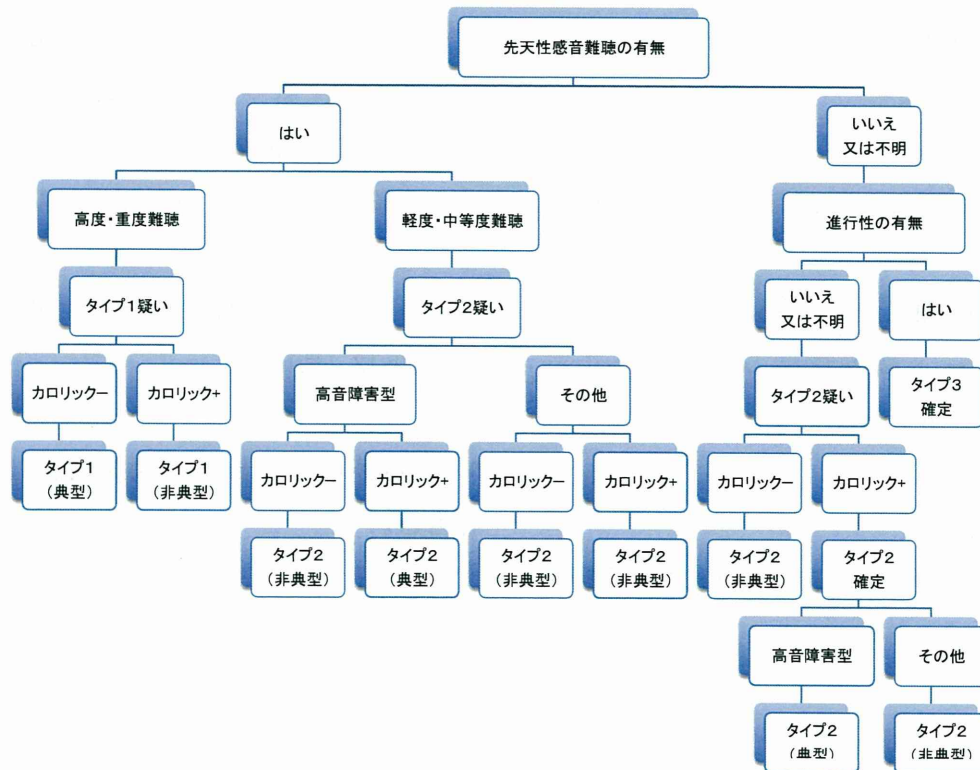 先天性感音難聴の有無
はい
いいえ
又は不明
高度・重度難聴
軽度・中等度難聴
進行性の有無
タイプ1疑い
タイプ2疑い
いいえ
又は不明
はい
カロリックー
カロリック+
高音障害型
その他
タイプ2疑い
タイプ3
確定
タイプ1
(典型)
タイプ1
(非典型)
カロリックー
カロリック+
カロリックー
カロリック+
カロリックー
カロリック+
タイプ2
(非典型)
タイプ2
(典型)
タイプ2
(非典型)
タイプ2
(非典型)
タイプ2
(非典型)
タイプ2
確定
高音障害型
その他
タイプ2
(典型)
タイプ2
(非典型)